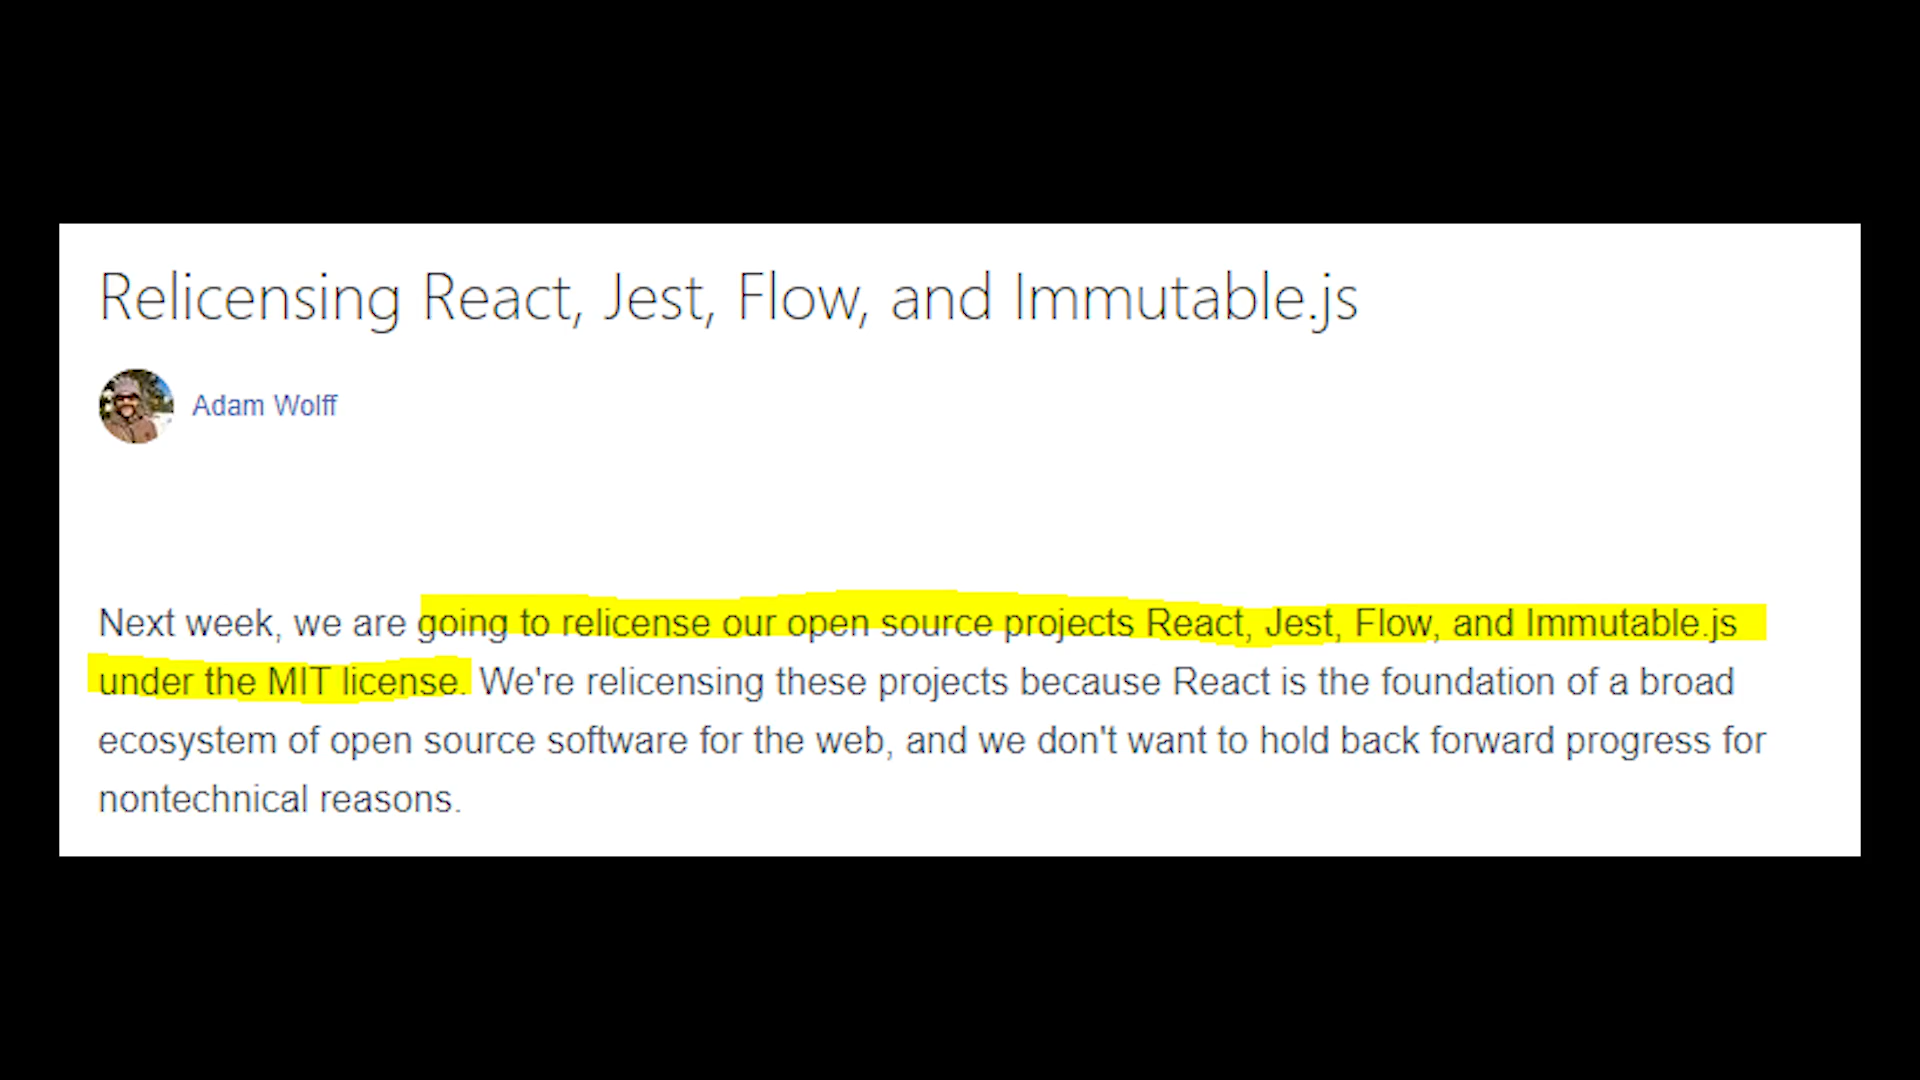 Relicensing React, Jest, Flow, and Immutable.js
Adam Wolff
Next week, we are going to relicense our open source projects React, Jest, Flow, and Immutable.js
under the MIT license. We're relicensing these projects because React is the foundation of a broad
ecosystem of open source software for the web, and we don't want to hold back forward progress for
nontechnical reasons.